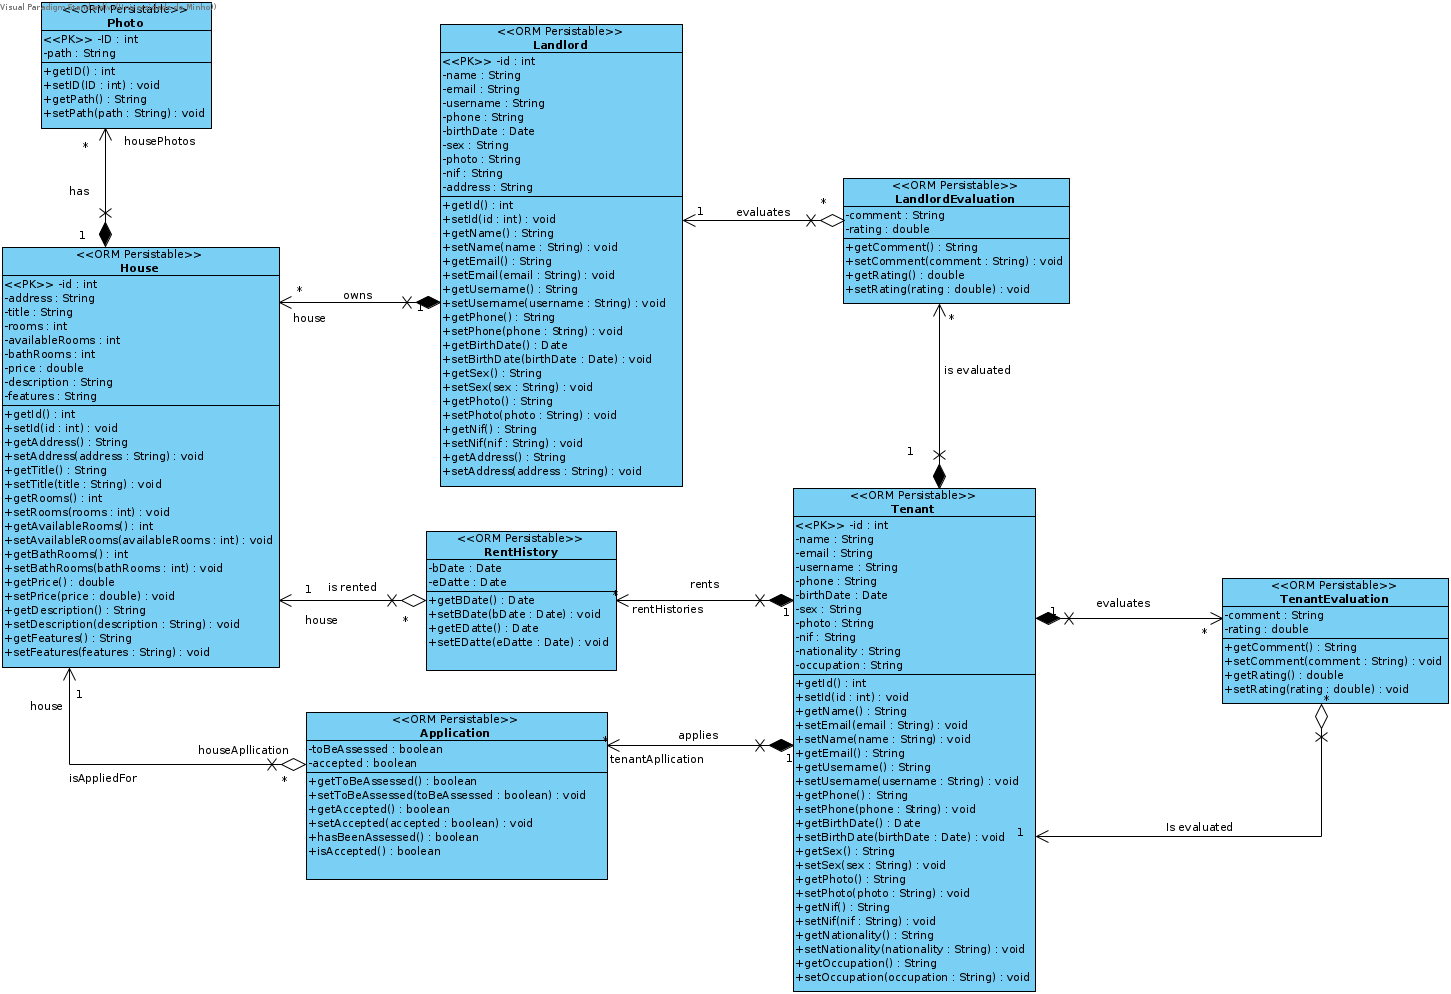 Visual Paradigm
<<ORM Persistable>>
Photo
<<PK>> -ID : int
-path : String
+getID() : int
+setID(ID : int) : void
+getPath() : String
+setPath(path : String) : void
*
housePhotos
has
1
<<ORM Persistable>>
House
<<PK>> -id : int
-address : String
-title : String
-rooms : int
-availableRooms : int
-bathRooms : int
-price : double
-description : String
-features : String
+getId() : int
+setId(id : int) : void
+getAddress() : String
+setAddress(address : String) : void
+getTitle() : String
+setTitle(title : String) : void
+getRooms() : int
+setRooms(rooms : int) : void
+getAvailableRooms() : int
+setAvailableRooms(availableRooms : int) : void
+getBathRooms() : int
+setBathRooms(bathRooms : int) : void
+getPrice() : double
+setPrice(price : double) : void
+getDescription() : String
+setDescription(description : String) : void
+getFeatures() : String
+setFeatures(features : String) : void
*
owns
1
house
<<ORM Persistable>>
Landlord
<<PK>> -id : int
-name : String
-email : String
-username : String
-phone : String
-birthDate : Date
-sex : String
-photo : String
-nif : String
-address : String
+getId() : int
+setId(id : int) : void
+getName() : String
+setName(name : String) : void
+getEmail() : String
+setEmail(email : String) : void
+getUsername() : String
+setUsername(username : String) : void
+getPhone() : String
+setPhone(phone : String) : void
+getBirthDate() : Date
+setBirthDate(birthDate : Date) : void
+getSex() : String
+setSex(sex : String) : void
+getPhoto() : String
+setPhoto(photo : String) : void
+getNif() : String
+setNif(nif : String) : void
+getAddress() : String
+setAddress(address : String) : void
1
evaluates
*
<<ORM Persistable>>
LandlordEvaluation
-comment : String
-rating : double
+getComment() : String
+setComment(comment : String) : void
+getRating() : double
+setRating(rating : double) : void
*
is evaluated
1
<<ORM Persistable>>
RentHistory
-bDate : Date
-eDatte : Date
+getBDate() : Date
+setBDate(bDate : Date) : void
+getEDatte() : Date
+setEDatte(eDatte : Date) : void
1
is rented
house
*
*
rents
rentHistories
1
<<ORM Persistable>>
Application
-toBeAssessed : boolean
-accepted : boolean
+getToBeAssessed() : boolean
+setToBeAssessed(toBeAssessed : boolean) : void
+getAccepted() : boolean
+setAccepted(accepted : boolean) : void
+hasBeenAssessed() : boolean
+isAccepted() : boolean
1
house
houseApllication
isAppliedFor
*
*
applies
tenantApllication
1
<<ORM Persistable>>
Tenant
<<PK>> -id : int
-name : String
-email : String
-username : String
-phone : String
-birthDate : Date
-sex : String
-photo : String
-nif : String
-nationality : String
-occupation : String
+getId() : int
+setId(id : int) : void
+getName() : String
+setEmail(email : String) : void
+setName(name : String) : void
+getEmail() : String
+getUsername() : String
+setUsername(username : String) : void
+getPhone() : String
+setPhone(phone : String) : void
+getBirthDate() : Date
+setBirthDate(birthDate : Date) : void
+getSex() : String
+setSex(sex : String) : void
+getPhoto() : String
+setPhoto(photo : String) : void
+getNif() : String
+setNif(nif : String) : void
+getNationality() : String
+setNationality(nationality : String) : void
+getOccupation() : String
+setOccupation(occupation : String) : void
1
evaluates
*
<<ORM Persistable>>
TenantEvaluation
-comment : String
-rating : double
+getComment() : String
+setComment(comment : String) : void
+getRating() : double
+setRating(rating : double) : void
*
1
Is evaluated